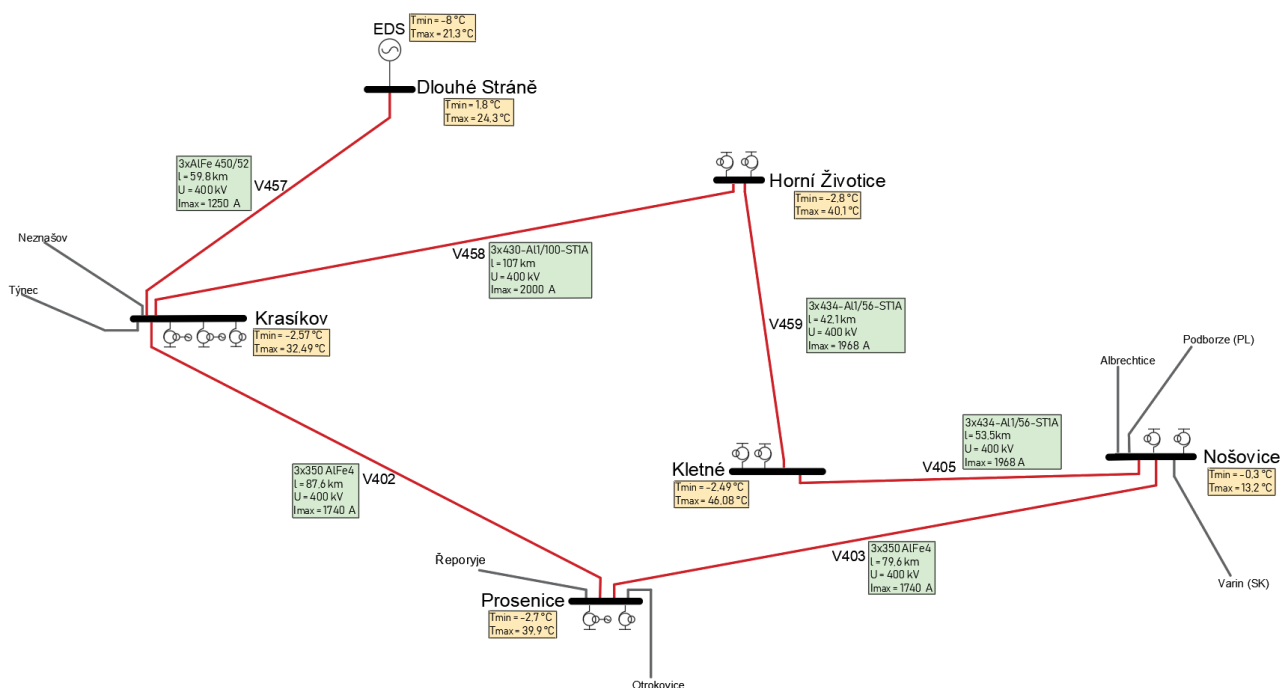 EDS
Tmin = -8 °C
Tmax = 21,3 °C
Dlouhé Stráně
Tmin = 1,8 °C
Tmax = 24,3 °C
3xAlFe 450/52
l = 59,8 km
U = 400 kV
Imax = 1250 A
V457
Horní Životice
Tmin = -2,8 °C
Tmax = 40,1 °C
Neznašov
Týnec
V458
3x430-Al1/100-ST1A
l = 107 km
U = 400 kV
Imax = 2000 A
Krasíkov
Tmin = -2,57 °C
Tmax = 32,49 °C
V459
3x434-Al1/56-ST1A
l = 42,1 km
U = 400 kV
Imax = 1968 A
Podborze (PL)
Albrechtice
3x434-Al1/56-ST1A
l = 53,5km
U = 400 kV
Imax = 1968 A
V405
Kletné
Tmin = -2,49 °C
Tmax = 46,08 °C
Nošovice
Tmin = -0,3 °C
Tmax = 13,2 °C
3x350 AlFe4
l = 87,6 km
U = 400 kV
Imax = 1740 A
V402
V403
3x350 AlFe4
l = 79,6 km
U = 400 kV
Imax = 1740 A
Řeporyje
Varin (SK)
Prosenice
Tmin = -2,7 °C
Tmax = 39,9 °C
Otrokovice